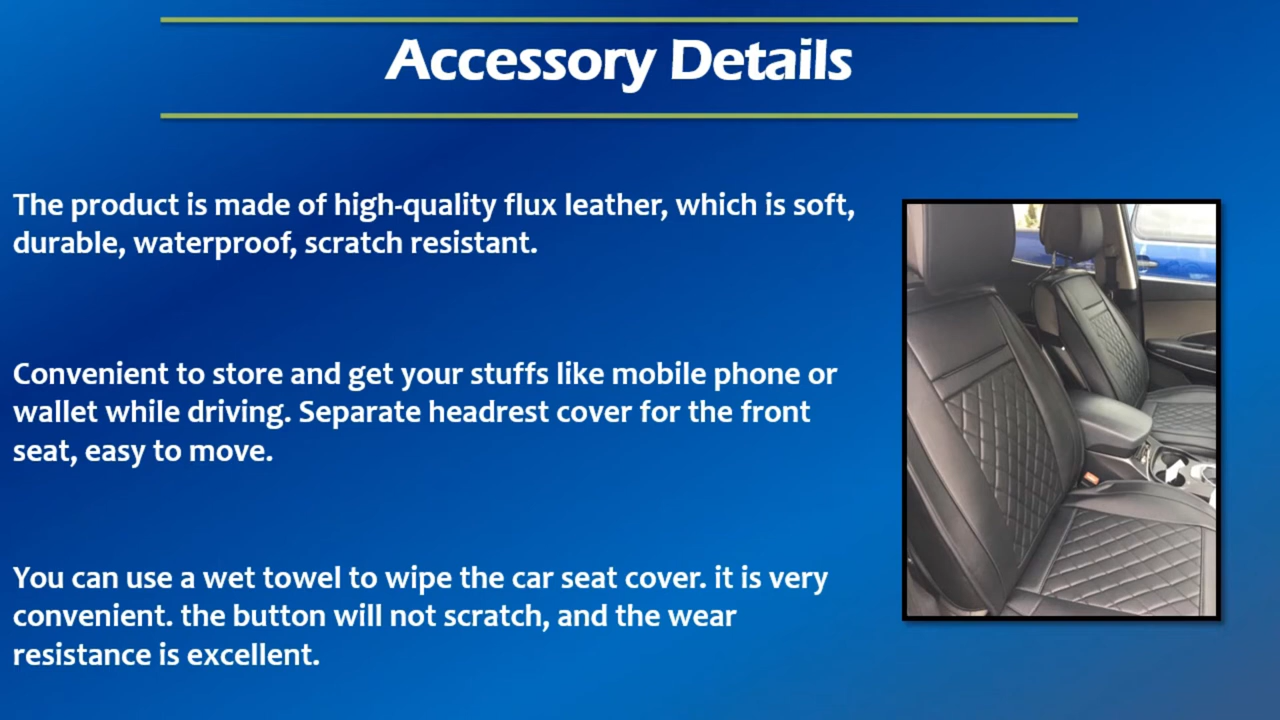 Accessory Details
The product is made of high-quality flux leather, which is soft,
durable, waterproof, scratch resistant.
Convenient to store and get your stuffs like mobile phone or
wallet while driving. Separate headrest cover for the front
seat, easy to move.
You can use a wet towel to wipe the car seat cover. it is very
convenient. the button will not scratch, and the wear
resistance is excellent.